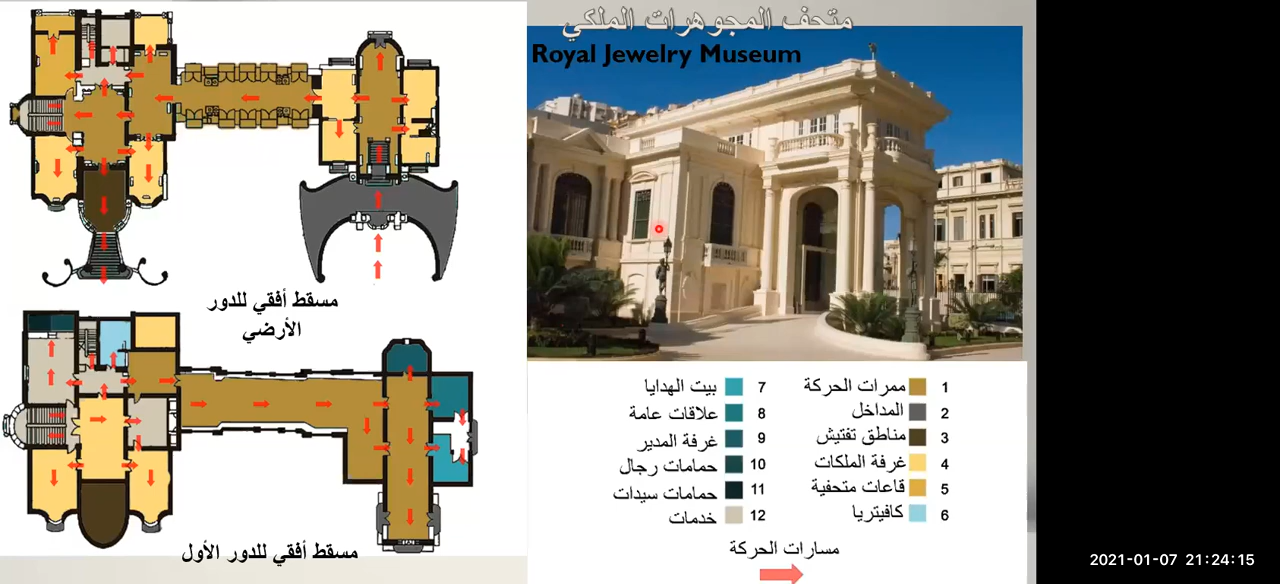 متحف المجوهرات الملكي
Royal Jewelry Museum
مسقط أفقي للدور
الأرضي
مسقط أفقي للدور الأول
ممرات الحركة 1
المداخل 2
مناطق تفتيش 3
غرفة الملكات 4
قاعات متحفية 5
كافيتريا 6
بيت الهدايا 7
علاقات عامة 8
غرفة المدير 9
حمامات رجال 10
حمامات سيدات 11
خدمات 12
مسارات الحركة
2021-01-07 21:24:15